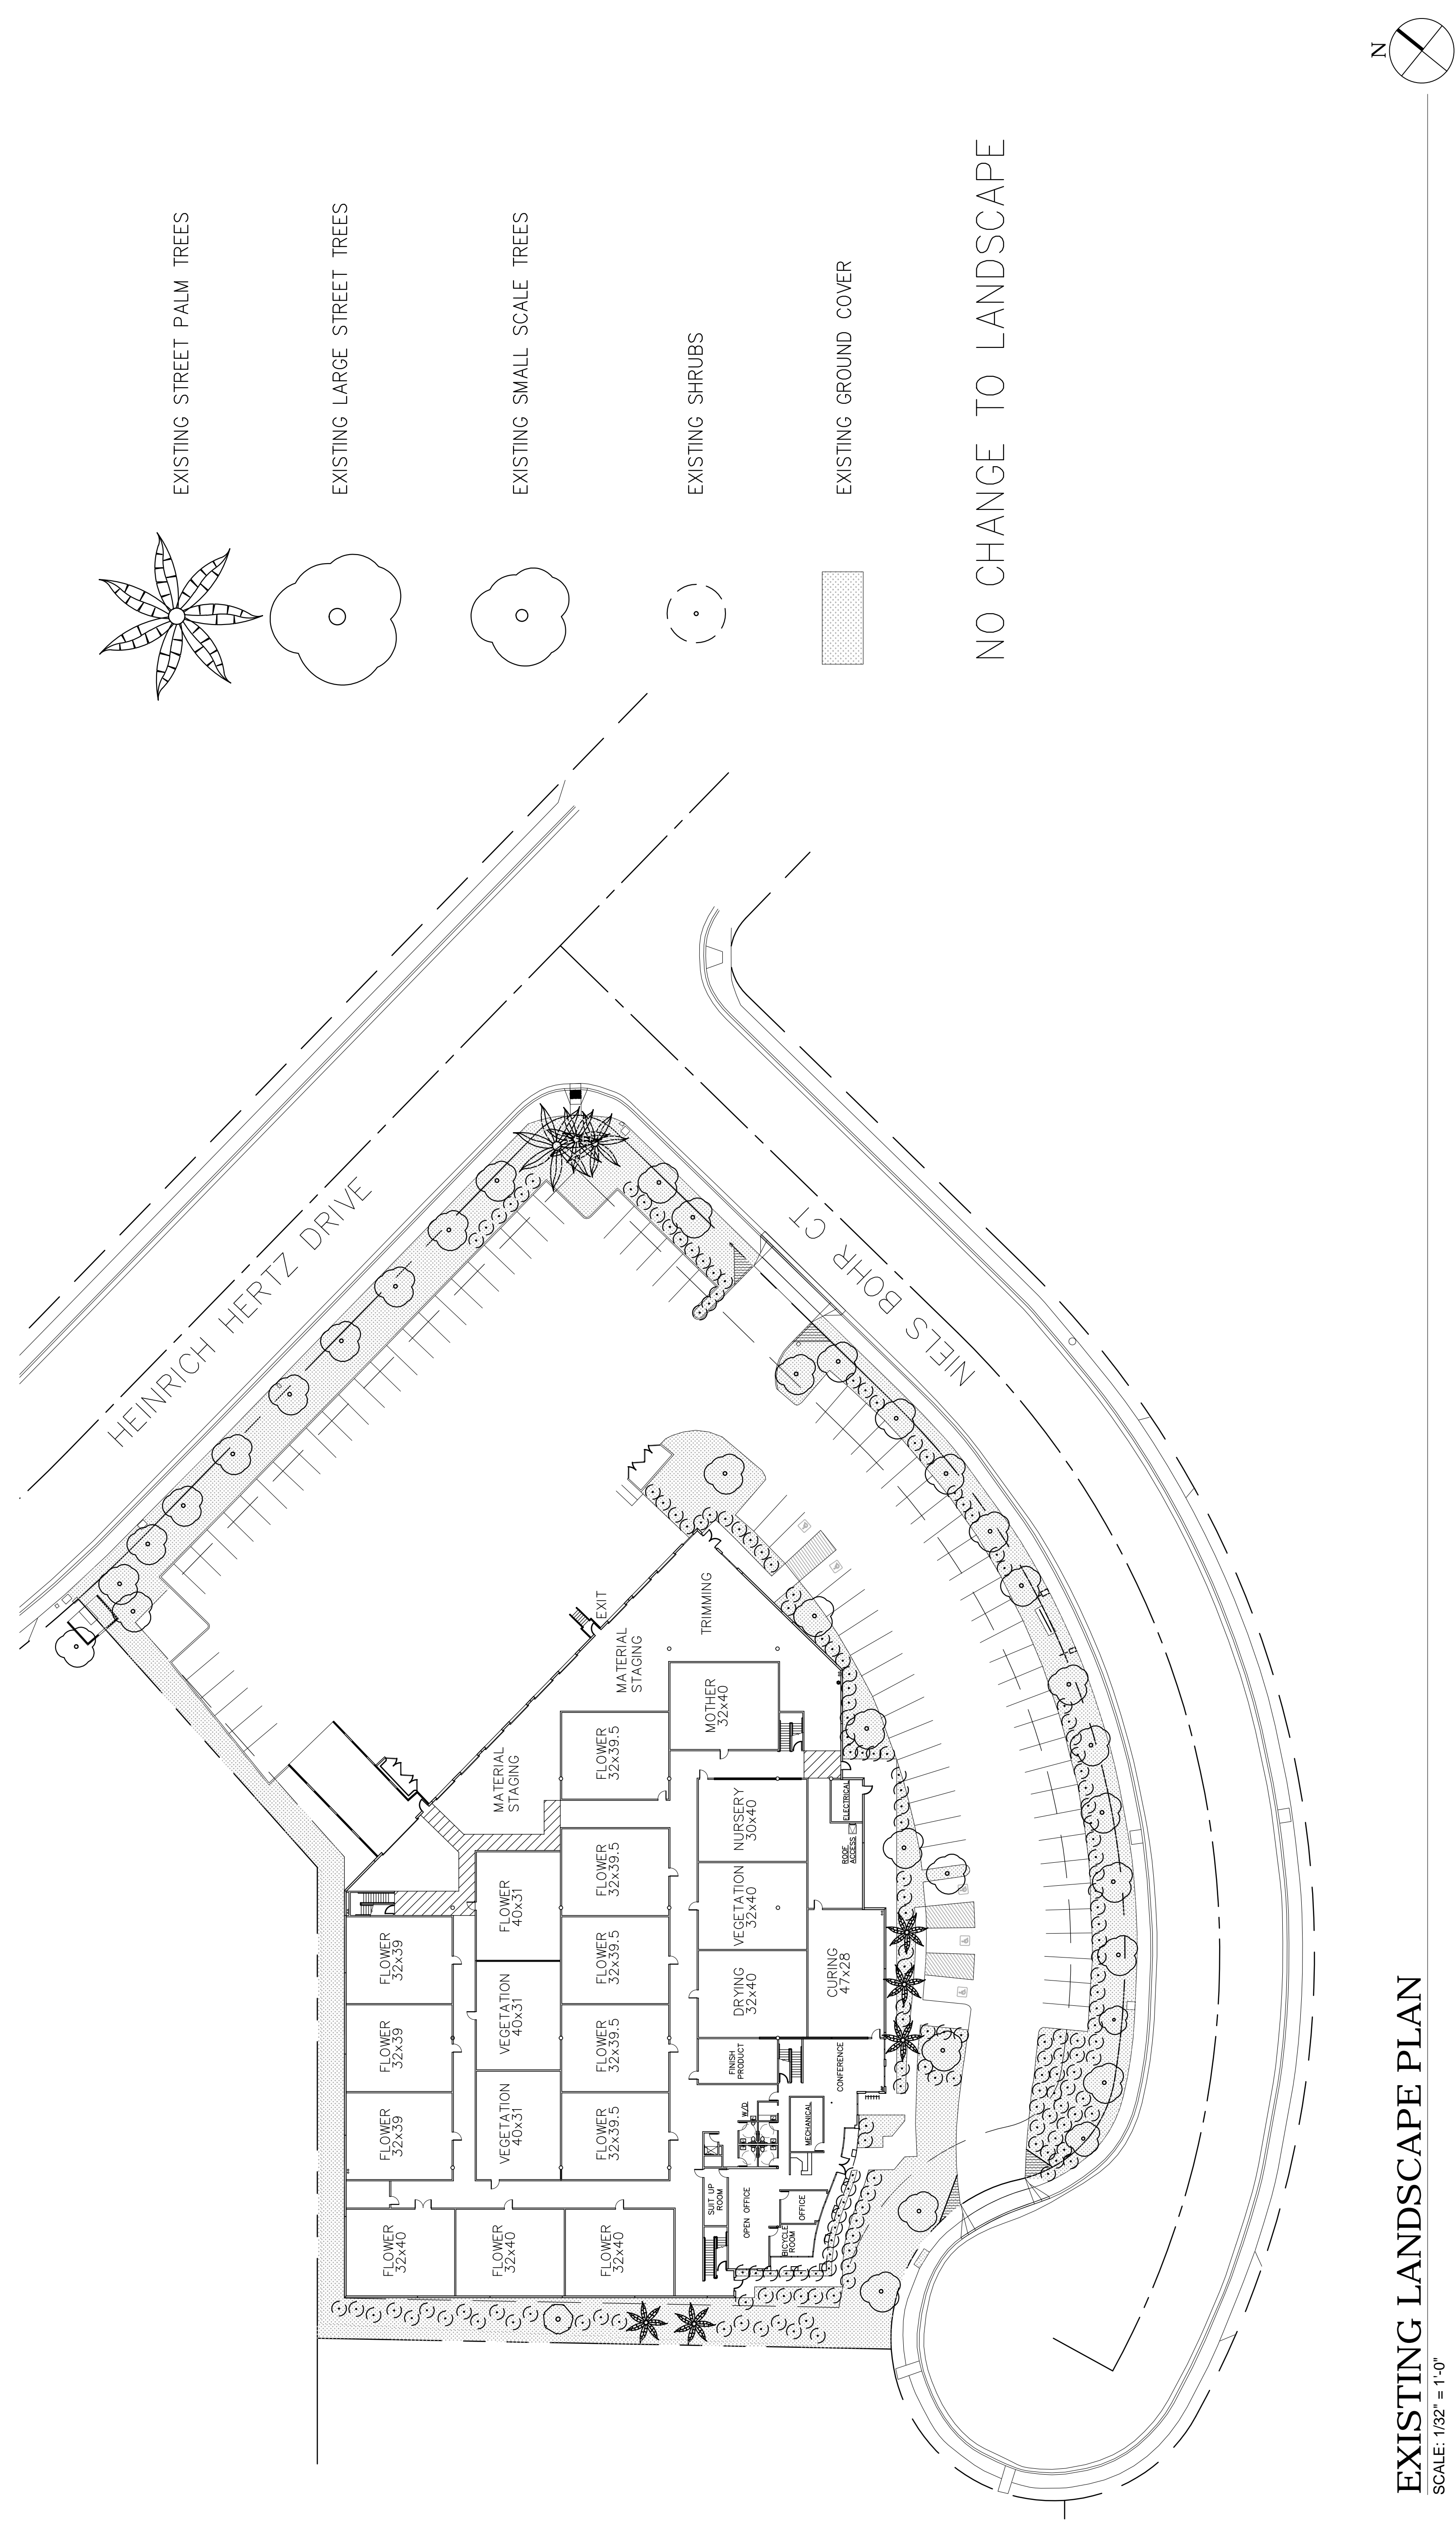 N
EXISTING STREET PALM TREES
EXISTING LARGE STREET TREES
EXISTING SMALL SCALE TREES
EXISTING SHRUBS
EXISTING GROUND COVER
NO CHANGE TO LANDSCAPE
HEINRICH HERTZ DRIVE
NIELS BOHR CT
EXIT
MATERIAL
STAGING
TRIMMING
MATERIAL
STAGING
MOTHER
32x40
FLOWER
32x39.5
FLOWER
32x39.5
FLOWER
32x39.5
FLOWER
32x39.5
FLOWER
32x39.5
FLOWER
40x31
VEGETATION
40x31
VEGETATION
40x31
FLOWER
32x39
FLOWER
32x39
FLOWER
32x39
FLOWER
32x40
FLOWER
32x40
FLOWER
32x40
NURSERY
30x40
VEGETATION
32x40
DRYING
32x40
CURING
47x28
ELECTRICAL
ROOF
ACCESS
FINISH
PRODUCT
CONFERENCE
W/D
MECHANICAL
SUIT UP
ROOM
OPEN OFFICE
OFFICE
BICYCLE
ROOM
EXISTING LANDSCAPE PLAN
SCALE: 1/32" = 1'-0"